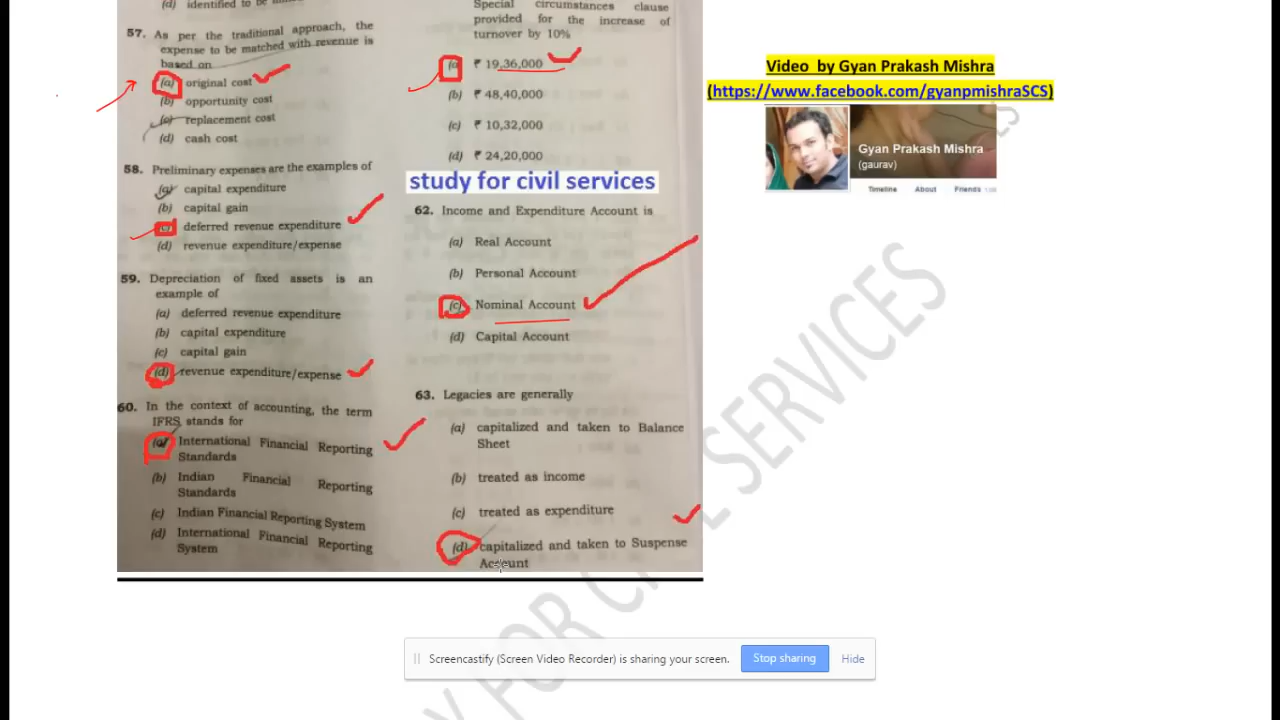 (d) identified to be
57. As per the traditional approach, the
expense to be matched with revenue is
based on
(a) original cost
(b) opportunity cost
(c) replacement cost
(d) cash cost
58. Preliminary expenses are the examples of
(a) capital expenditure
(b) capital gain
(c) deferred revenue expenditure
(d) revenue expenditure/expense
59. Depreciation of fixed assets is an
example of
(a) deferred revenue expenditure
(b) capital expenditure
(c) capital gain
(d) revenue expenditure/expense
60. In the context of accounting, the term
IFRS stands for
(a) International Financial Reporting
Standards
(b) Indian Financial Reporting
Standards
(c) Indian Financial Reporting System
(d) International Financial Reporting
System
Special circumstances clause
provided for the increase of
turnover by 10%
(a) ₹ 19,36,000
(b) ₹ 48,40,000
(c) ₹ 10,32,000
(d) ₹ 24,20,000
study for civil services
62. Income and Expenditure Account is
(a) Real Account
(b) Personal Account
(c) Nominal Account
(d) Capital Account
63. Legacies are generally
(a) capitalized and taken to Balance
Sheet
(b) treated as income
(c) treated as expenditure
(d) capitalized and taken to Suspense
Account
Video by Gyan Prakash Mishra
(https://www.facebook.com/gyanpmishraSCS)
Gyan Prakash Mishra
(gaurav)
Timeline About Friends
FOR SERVICES
Screencastify (Screen Video Recorder) is sharing your screen.
Stop sharing
Hide